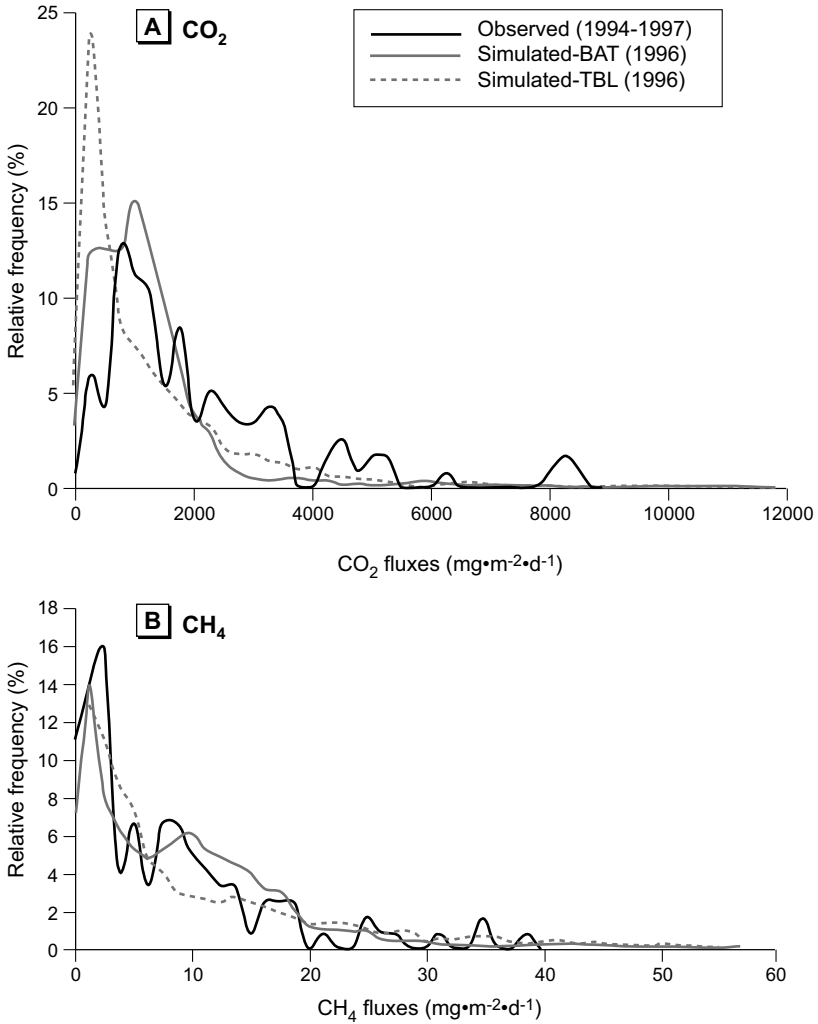 A CO2
Observed (1994-1997)
Simulated-BAT (1996)
Simulated-TBL (1996)
Relative frequency (%)
25
20
15
10
5
0
0 2000 4000 6000 8000 10000 12000
CO2 fluxes (mg•m-2•d-1)
B CH4
Relative frequency (%)
18
16
14
12
10
8
6
4
2
0
0 10 20 30 40 50 60
CH4 fluxes (mg•m-2•d-1)